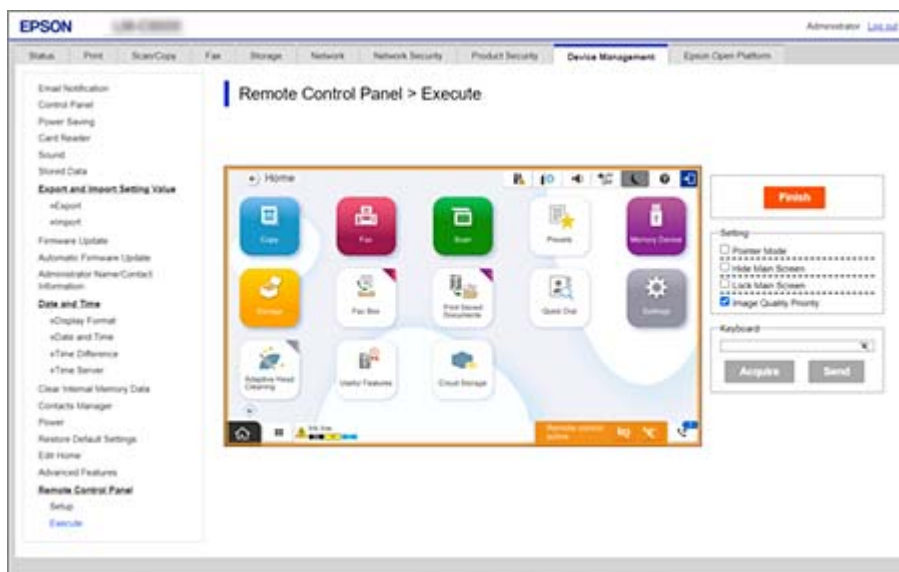 EPSON
Administrator Log out
Status Print Scan/Copy Fax Storage Network Network Security Product Security Device Management Epson Open Platform
Email Notification
Control Panel
Power Saving
Card Reader
Sound
Stored Data
Export and Import Setting Value
»Export
»Import
Firmware Update
Automatic Firmware Update
Administrator Name/Contact
Information
Date and Time
»Display Format
»Date and Time
»Time Difference
»Time Server
Clear Internal Memory Data
Contacts Manager
Power
Restore Default Settings
Edit Home
Advanced Features
Remote Control Panel
Setup
Execute
Remote Control Panel > Execute
Home
Copy Fax Scan Presets Memory Device
Storage Fax Box Print Stored
Documents Quick Dial Settings
Adaptive Head
Cleaning Useful Features Cloud Storage
Remote control
active
Finish
Setting
Pointer Mode
Hide Main Screen
Lock Main Screen
Image Quality Priority
Keyboard
Acquire Send